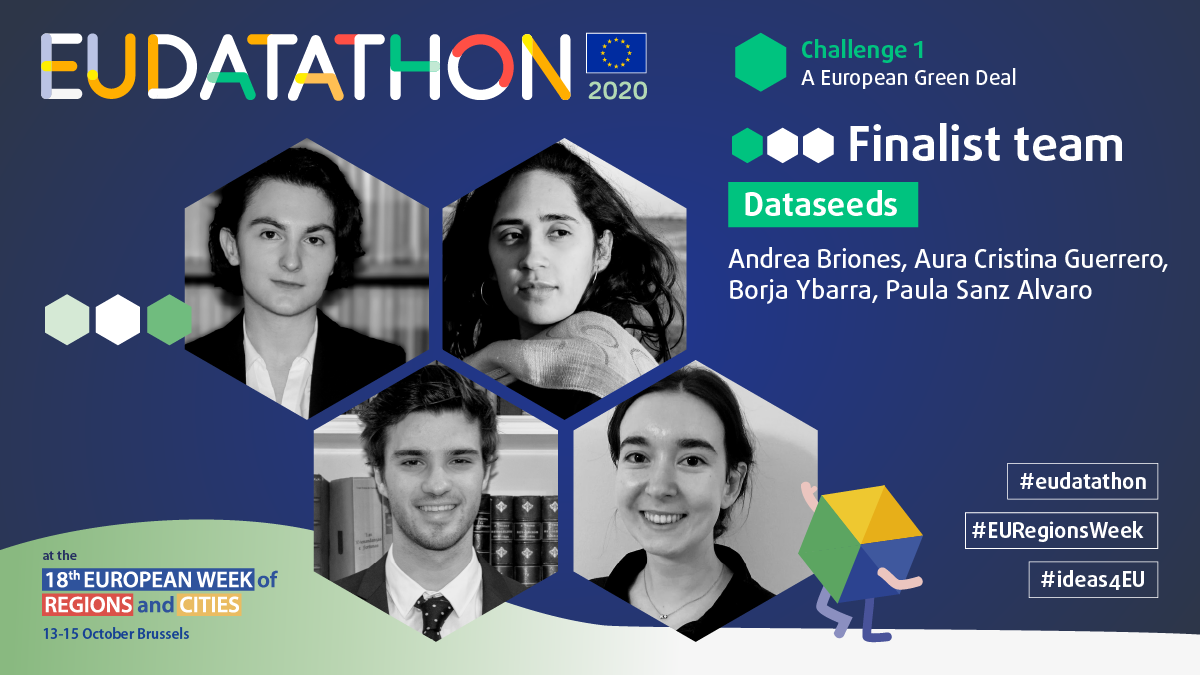 EUDATATHON
2020
Challenge 1
A European Green Deal
Finalist team
Dataseeds
Andrea Briones, Aura Cristina Guerrero,
Borja Ybarra, Paula Sanz Alvaro
#eudatathon
#EURegionsWeek
#ideas4EU
at the
18th EUROPEAN WEEK of
REGIONS and CITIES
13-15 October Brussels